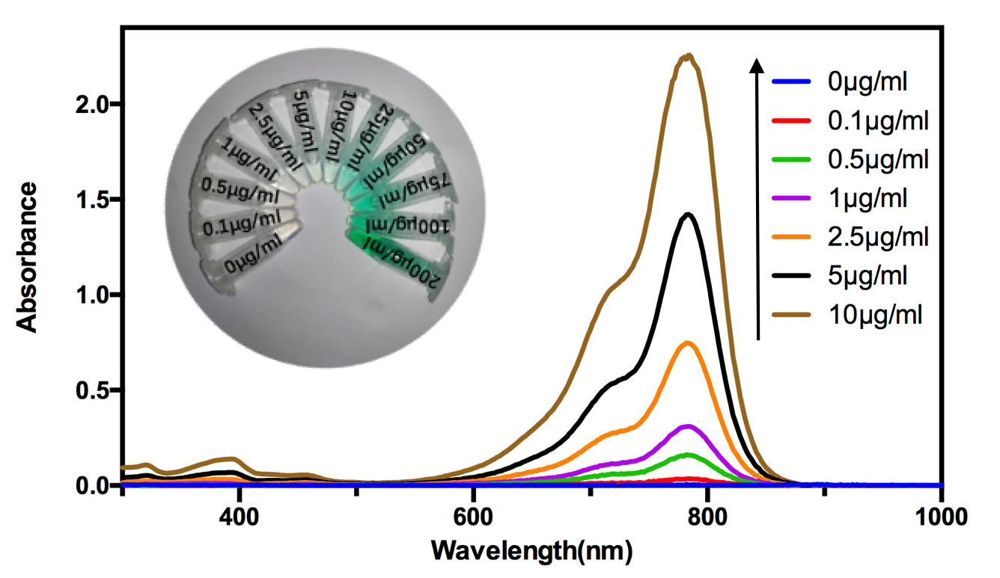 2.0
1.5
1.0
0.5
0.0
Absorbance
400
600
800
1000
Wavelength(nm)
0µg/ml
0.1µg/ml
0.5µg/ml
1µg/ml
2.5µg/ml
5µg/ml
10µg/ml
25µg/ml
50µg/ml
75µg/ml
100µg/ml
200µg/ml
0µg/ml
0.1µg/ml
0.5µg/ml
1µg/ml
2.5µg/ml
5µg/ml
10µg/ml